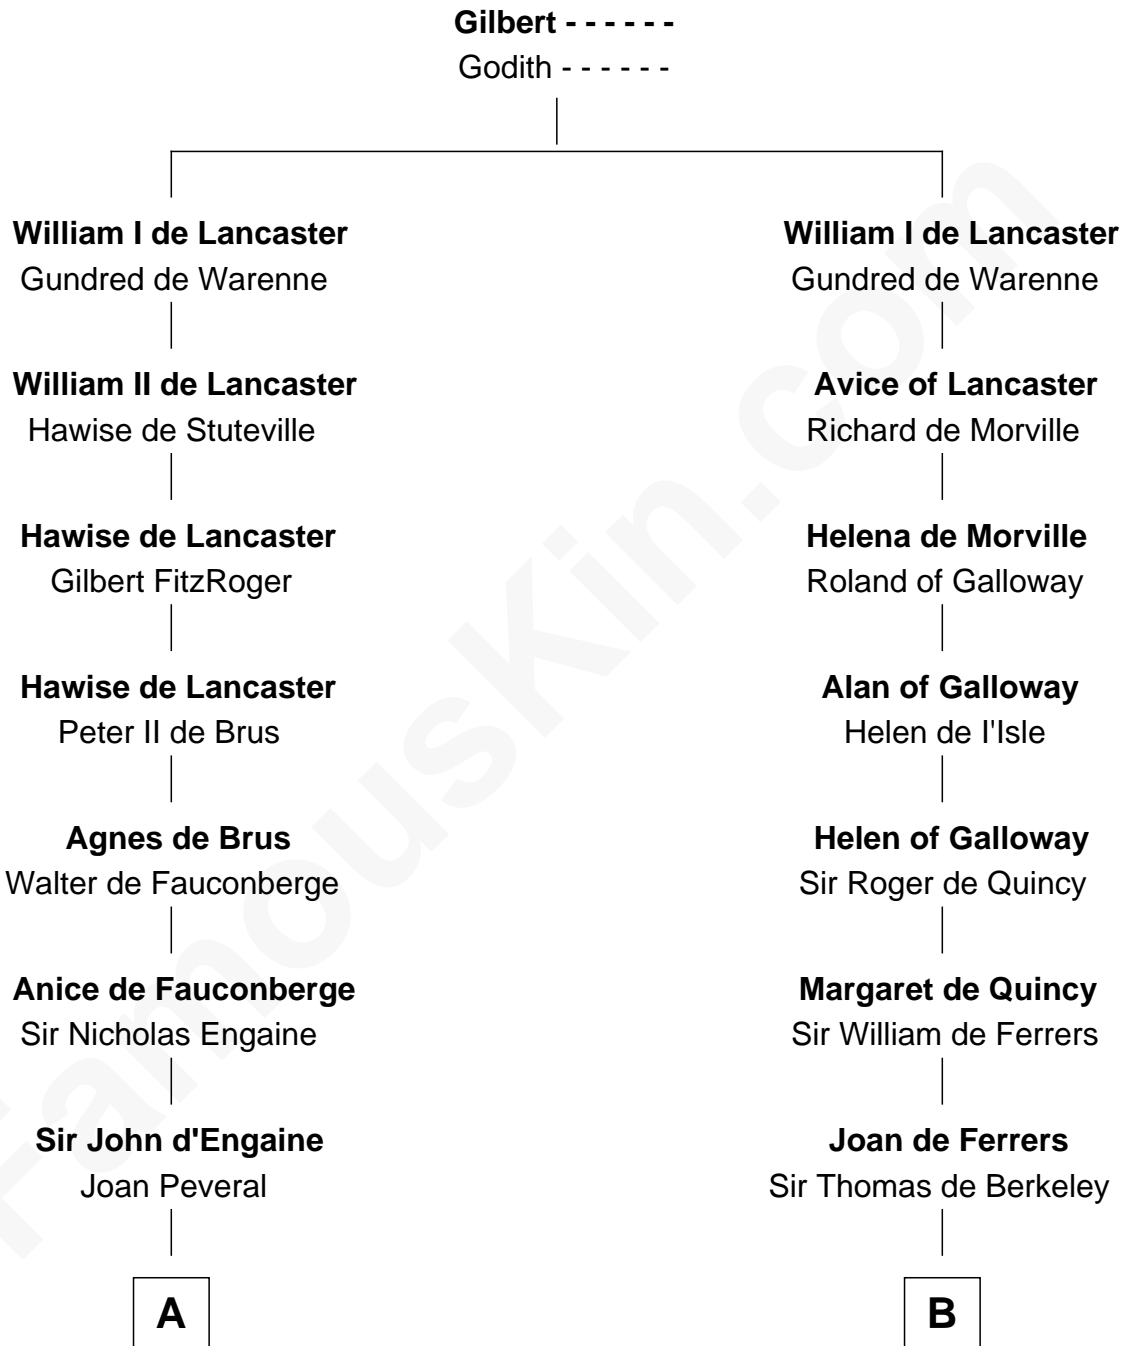 Gilbert - - - - - -
Godith - - - - - -
William I de Lancaster
Gundred de Warenne
William II de Lancaster
Hawise de Stuteville
Hawise de Lancaster
Gilbert FitzRoger
Hawise de Lancaster
Peter II de Brus
Agnes de Brus
Walter de Fauconberge
Anice de Fauconberge
Sir Nicholas Engaine
Sir John d'Engaine
Joan Peveral
A
William I de Lancaster
Gundred de Warenne
Avice of Lancaster
Richard de Morville
Helena de Morville
Roland of Galloway
Alan of Galloway
Helen de I'Isle
Helen of Galloway
Sir Roger de Quincy
Margaret de Quincy
Sir William de Ferrers
Joan de Ferrers
Sir Thomas de Berkeley
B
FamousKin.com